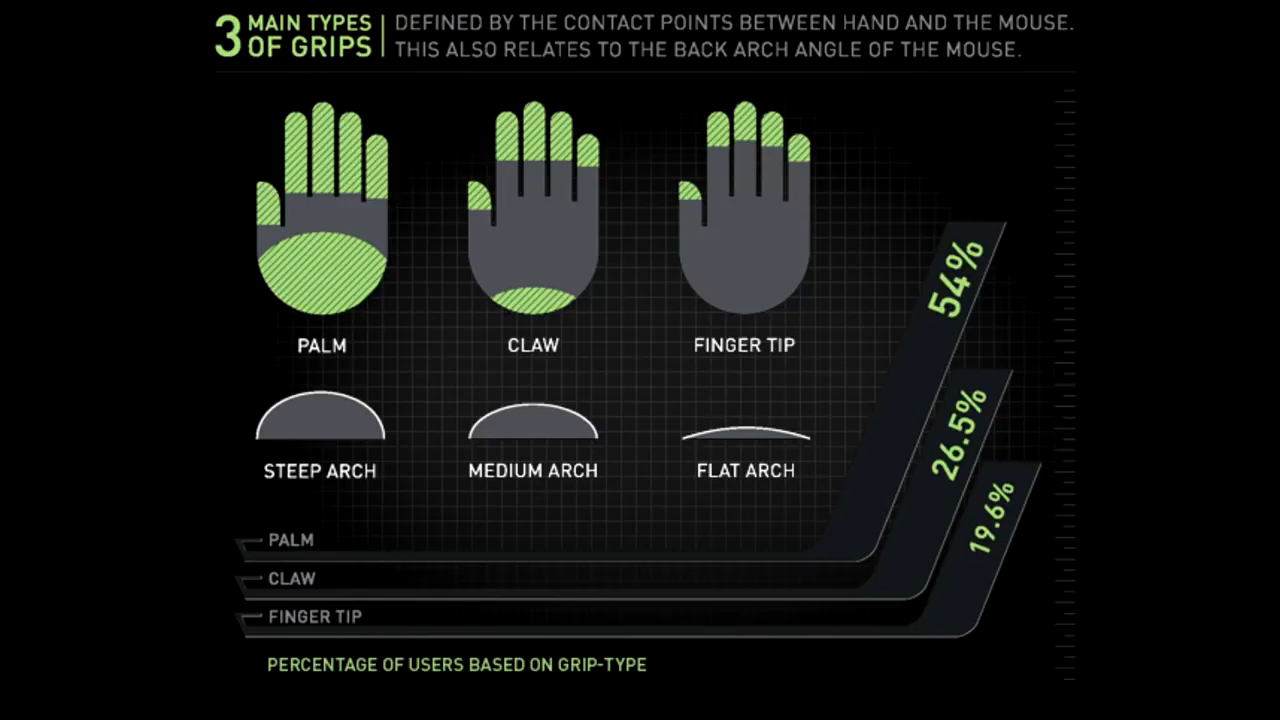 3 MAIN TYPES OF GRIPS
DEFINED BY THE CONTACT POINTS BETWEEN HAND AND THE MOUSE.
THIS ALSO RELATES TO THE BACK ARCH ANGLE OF THE MOUSE.
PALM CLAW FINGER TIP
STEEP ARCH MEDIUM ARCH FLAT ARCH
54%
26.5%
19.6%
PALM
CLAW
FINGER TIP
PERCENTAGE OF USERS BASED ON GRIP-TYPE